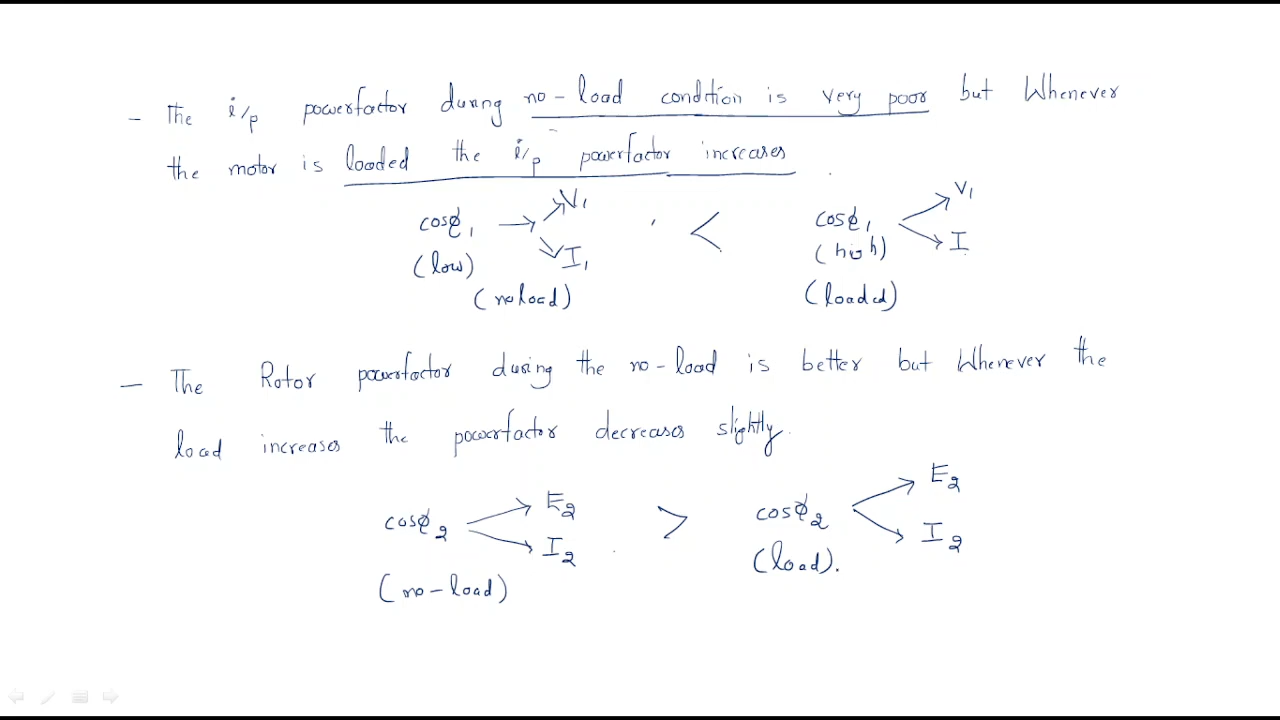 - The i/p powerfactor during no-load condition is very poor but Whenever
the motor is loaded the i/p powerfactor increases.
cosφ₁ → V₁ I₁ < cosφ₁ V₁ I
(low) (high)
(no load) (loaded)
- The Rotor powerfactor during the no-load is better but Whenever the
load increases the powerfactor decreases slightly.
cosφ₂ E₂ I₂ > cosφ₂ E₂ I₂
(no-load) (load).